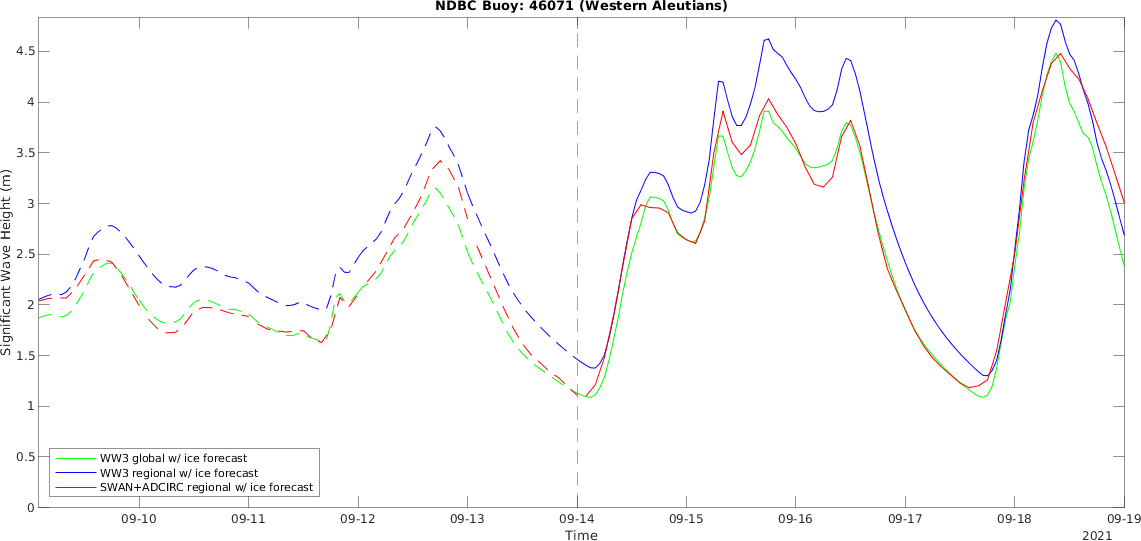 NDBC Buoy: 46071 (Western Aleutians)
Significant Wave Height (m)
4.5
4
3.5
3
2.5
2
1.5
1
0.5
0
WW3 global w/ ice forecast
WW3 regional w/ ice forecast
SWAN+ADCIRC regional w/ ice forecast
09-10 09-11 09-12 09-13 09-14 09-15 09-16 09-17 09-18 09-19
Time
2021